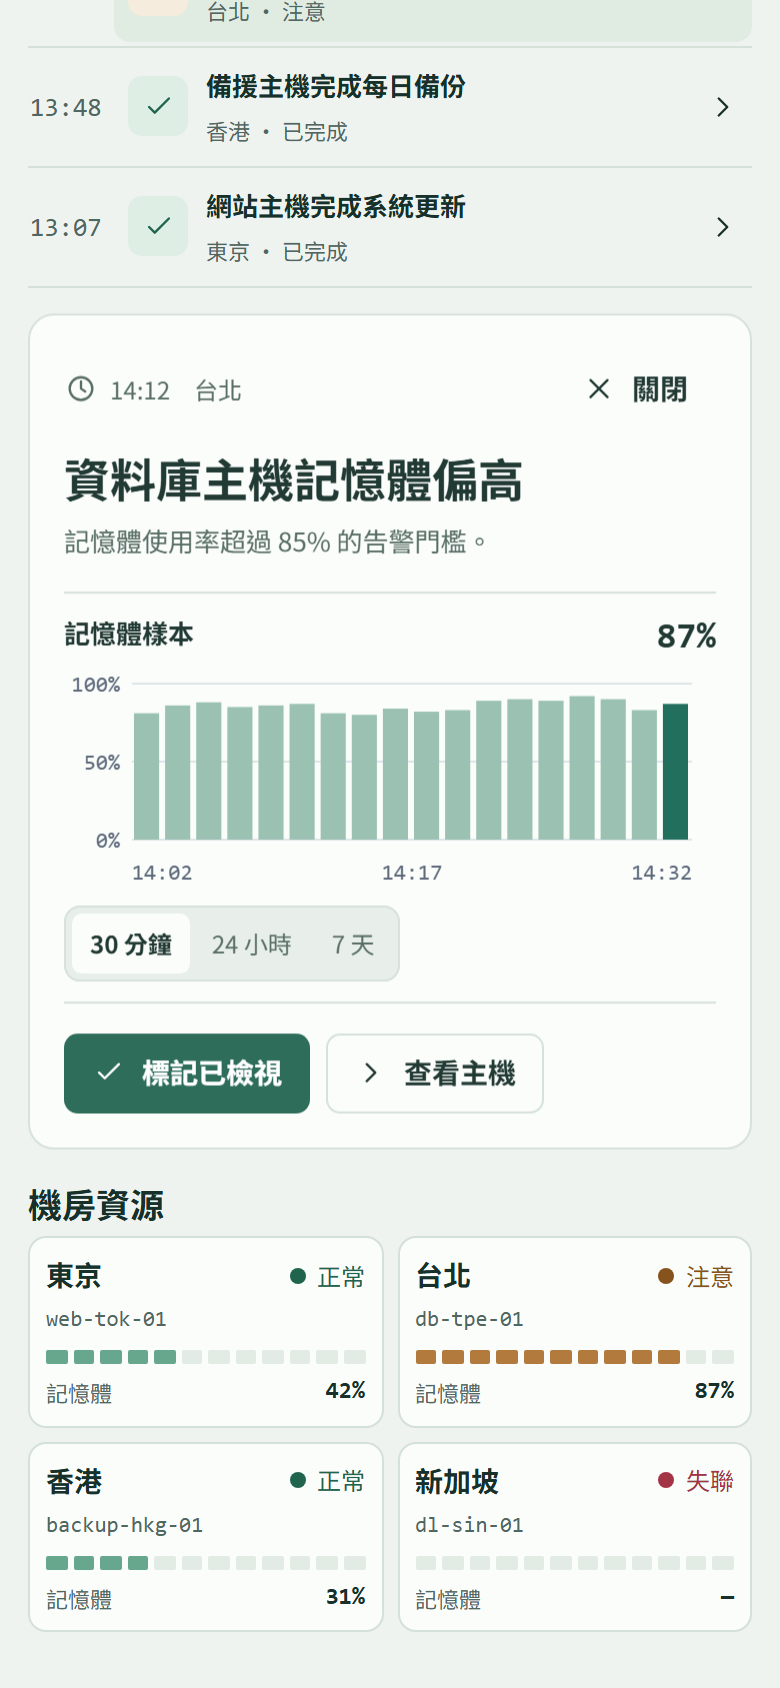 台北 • 注意
13:48
備援主機完成每日備份
香港 • 已完成
13:07
網站主機完成系統更新
東京 • 已完成
14:12 台北
關閉
資料庫主機記憶體偏高
記憶體使用率超過 85% 的告警門檻。
記憶體樣本
87%
100%
50%
0%
14:02 14:17 14:32
30 分鐘 24 小時 7 天
標記已檢視
查看主機
機房資源
東京
正常
web-tok-01
記憶體
42%
台北
注意
db-tpe-01
記憶體
87%
香港
正常
backup-hkg-01
記憶體
31%
新加坡
失聯
dl-sin-01
記憶體
—